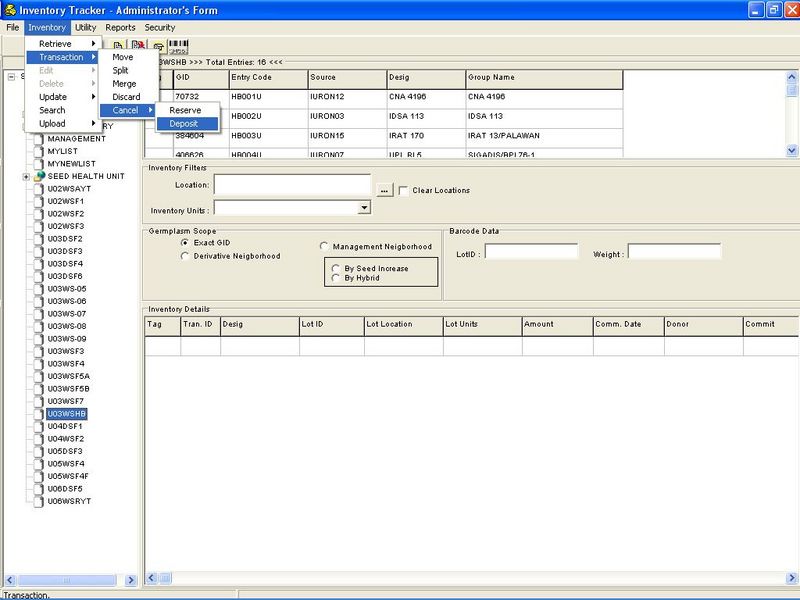 Inventory Tracker - Administrator's Form
File Inventory Utility Reports Security
Retrieve
Transaction
Edit
Delete
Update
Search
Upload
Move
Split
Merge
Discard
Cancel
Reserve
Deposit
3WSHB >>> Total Entries: 16 <<<
GID Entry Code Source Desig Group Name
70732 HB001U IURON12 CNA 4196 CNA 4196
HB002U IURON03 IDSA 113 IDSA 113
384604 HB003U IURON15 IRAT 170 IRAT 13/PALAWAN
406626 HB004U IURON07 UPL RL5 SIGADIS/BPI 76-1
Inventory Filters
Location: ... Clear Locations
Inventory Units :
Germplasm Scope
Exact GID
Derivative Neigborhood
Management Neigborhood
By Seed Increase
By Hybrid
Barcode Data
LotID : Weight :
Inventory Details
Tag Tran. ID Desig Lot ID Lot Location Lot Units Amount Comm. Date Donor Commit
S
RY
MANAGEMENT
MYLIST
MYNEWLIST
SEED HEALTH UNIT
U02WSAYT
U02WSF1
U02WSF2
U02WSF3
U03DSF2
U03DSF3
U03DSF4
U03DSF6
U03WS-05
U03WS-06
U03WS-07
U03WS-08
U03WS-09
U03WSF3
U03WSF4
U03WSF5A
U03WSF5B
U03WSF7
U03WSHB
U04DSF1
U04WSF2
U05DSF3
U05WSF4
U05WSF4F
U06DSF5
U06WSRYT
Transaction.